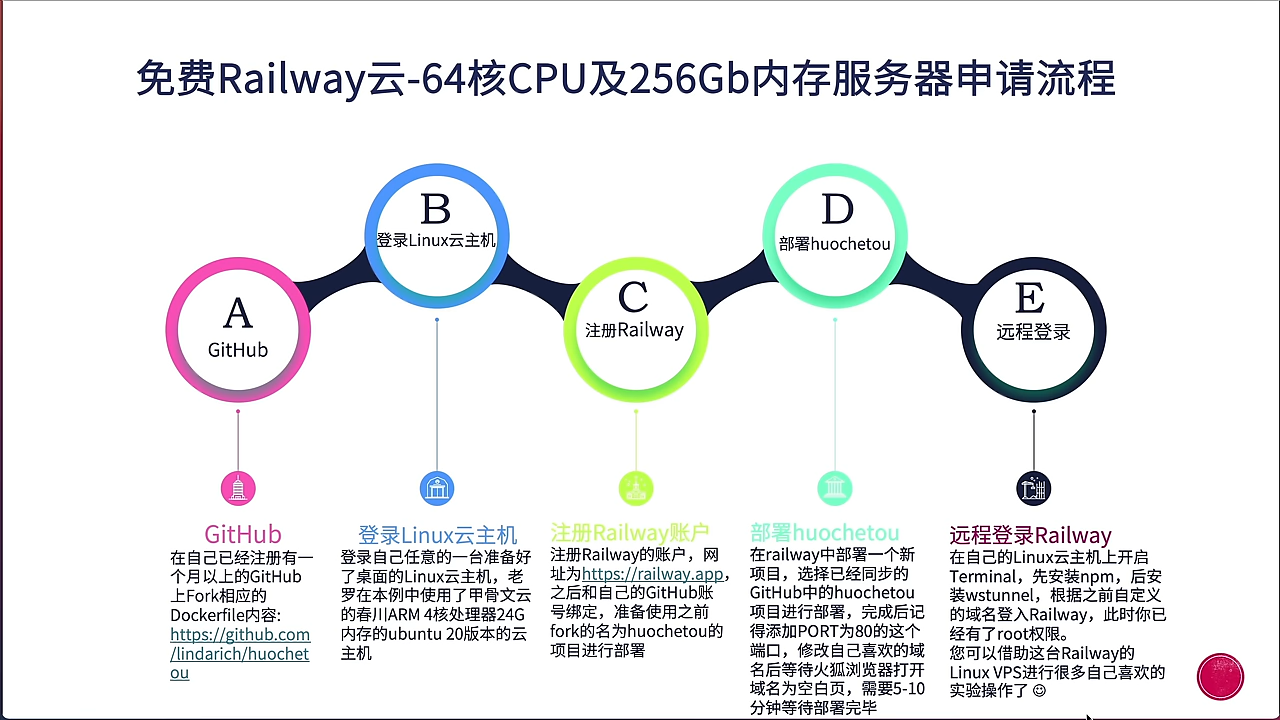 免费Railway云-64核CPU及256Gb内存服务器申请流程
A
GitHub
B
登录Linux云主机
C
注册Railway
D
部署huochetou
E
远程登录
GitHub
在自己已经注册有一
个月以上的GitHub
上Fork相应的
Dockerfile内容:
https://github.com
/lindarich/huochet
ou
登录Linux云主机
登录自己任意的一台准备好
了桌面的Linux云主机，老
罗在本例中使用了甲骨文云
的春川ARM 4核处理器24G
内存的ubuntu 20版本的云
主机
注册Railway账户
注册Railway的账户，网
址为https://railway.app，
之后和自己的GitHub账
号绑定，准备使用之前
fork的名为huochetou的
项目进行部署
部署huochetou
在railway中部署一个新
项目，选择已经同步的
GitHub中的huochetou
项目进行部署，完成后记
得添加PORT为80的这个
端口，修改自己喜欢的域
名后等待火狐浏览器打开
域名为空白页，需要5-10
分钟等待部署完毕
远程登录Railway
在自己的Linux云主机上开启
Terminal，先安装npm，后安
装wstunnel，根据之前自定义
的域名登入Railway，此时你已
经有了root权限。
您可以借助这台Railway的
Linux VPS进行很多自己喜欢的
实验操作了 ☺